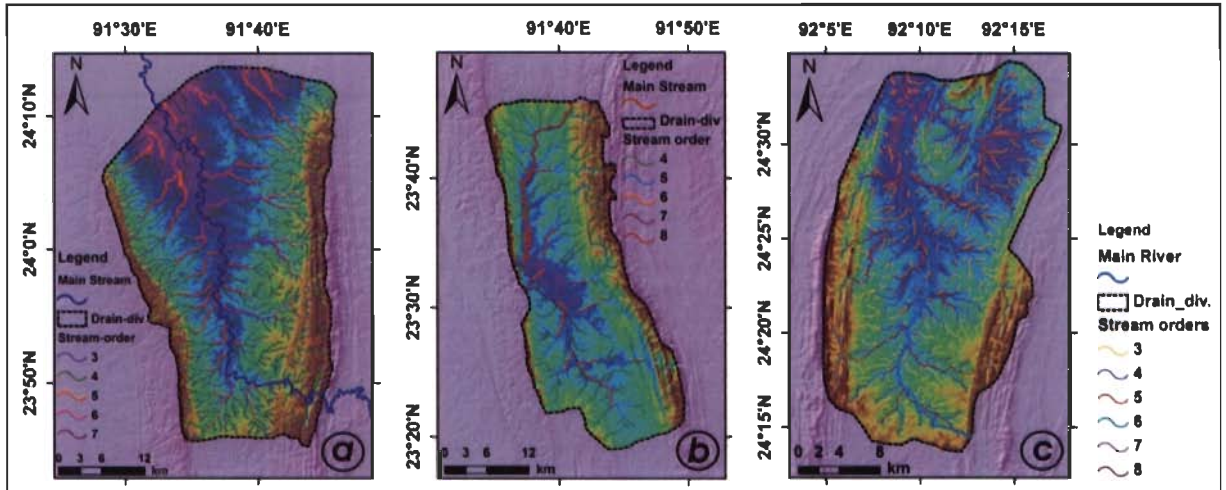 91°30'E 91°40'E
N
24°10'N
24°0'N
23°50'N
Legend
Main Stream
Drain-div
Stream-order
3
4
5
6
7
0 3 6 12
km
a
91°40'E 91°50'E
N
23°40'N
23°30'N
23°20'N
Legend
Main Stream
Drain-div
Stream order
4
5
6
7
8
0 3 6 12
km
b
92°5'E 92°10'E 92°15'E
N
24°30'N
24°25'N
24°20'N
24°15'N
0 2 4 8
km
c
Legend
Main River
Drain_div.
Stream orders
3
4
5
6
7
8